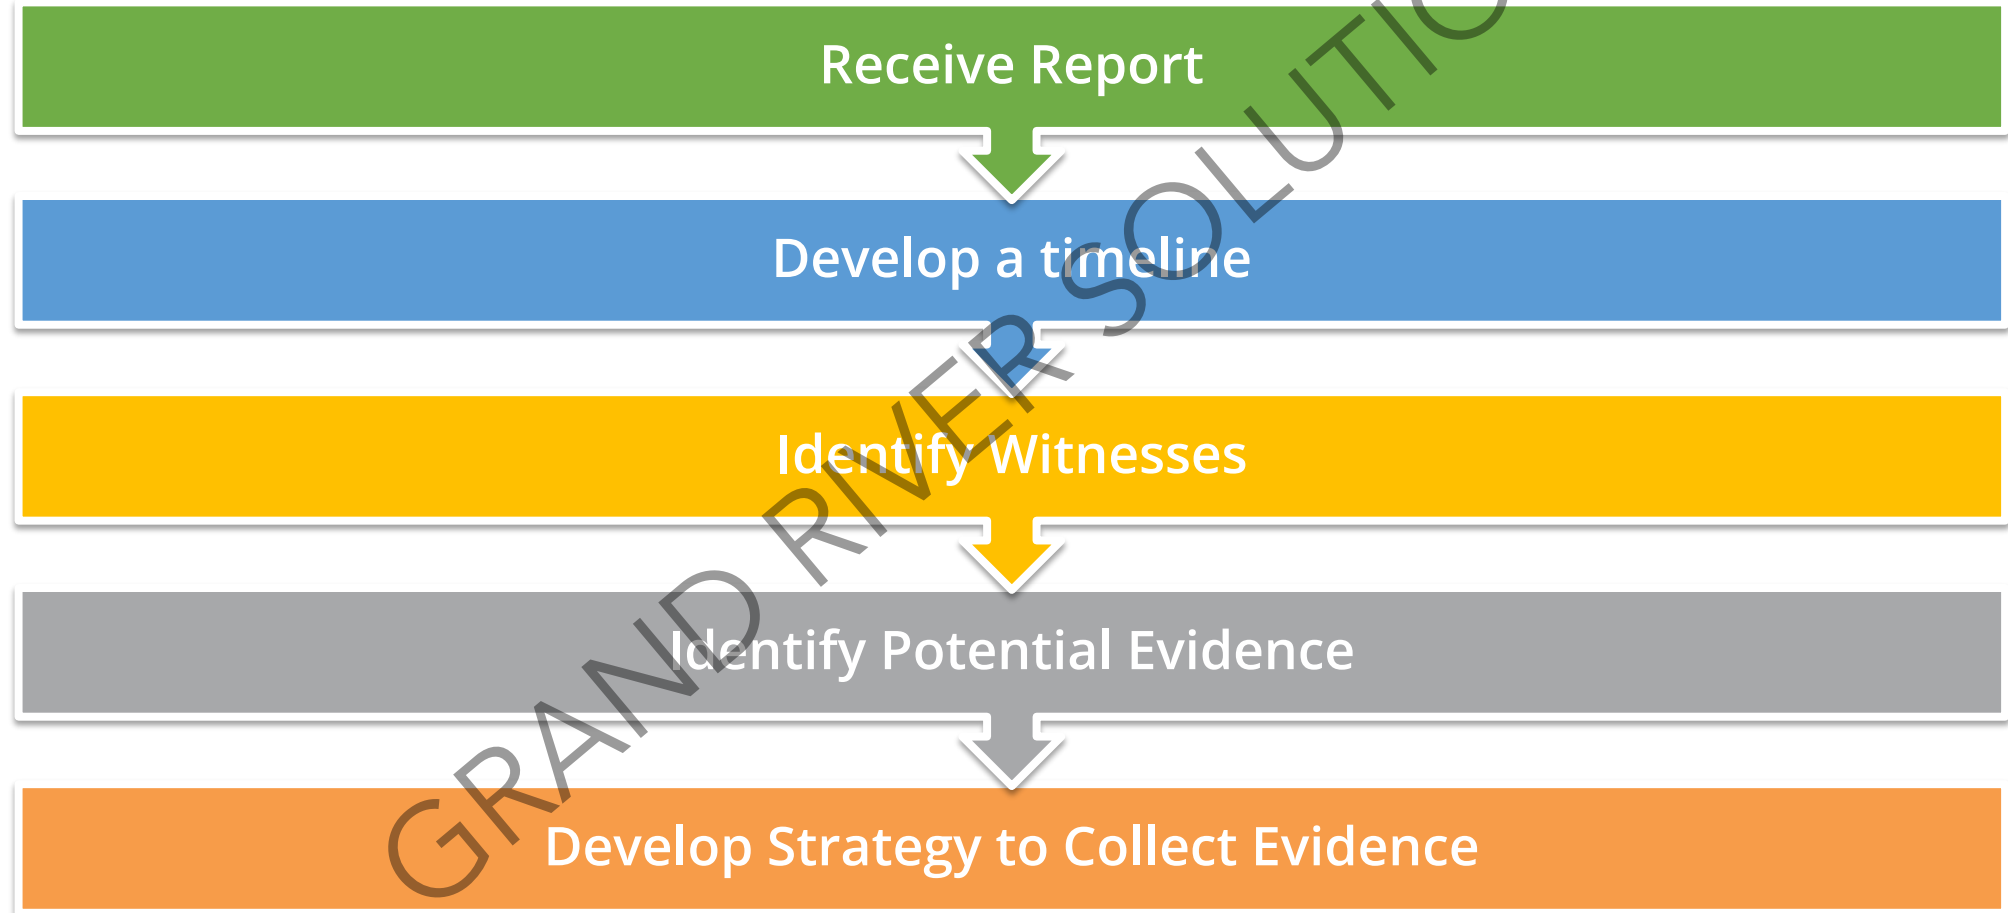 Receive Report
Develop a timeline
Identify Witnesses
Identify Potential Evidence
Develop Strategy to Collect Evidence
GRAND RIVER SOLUTIO